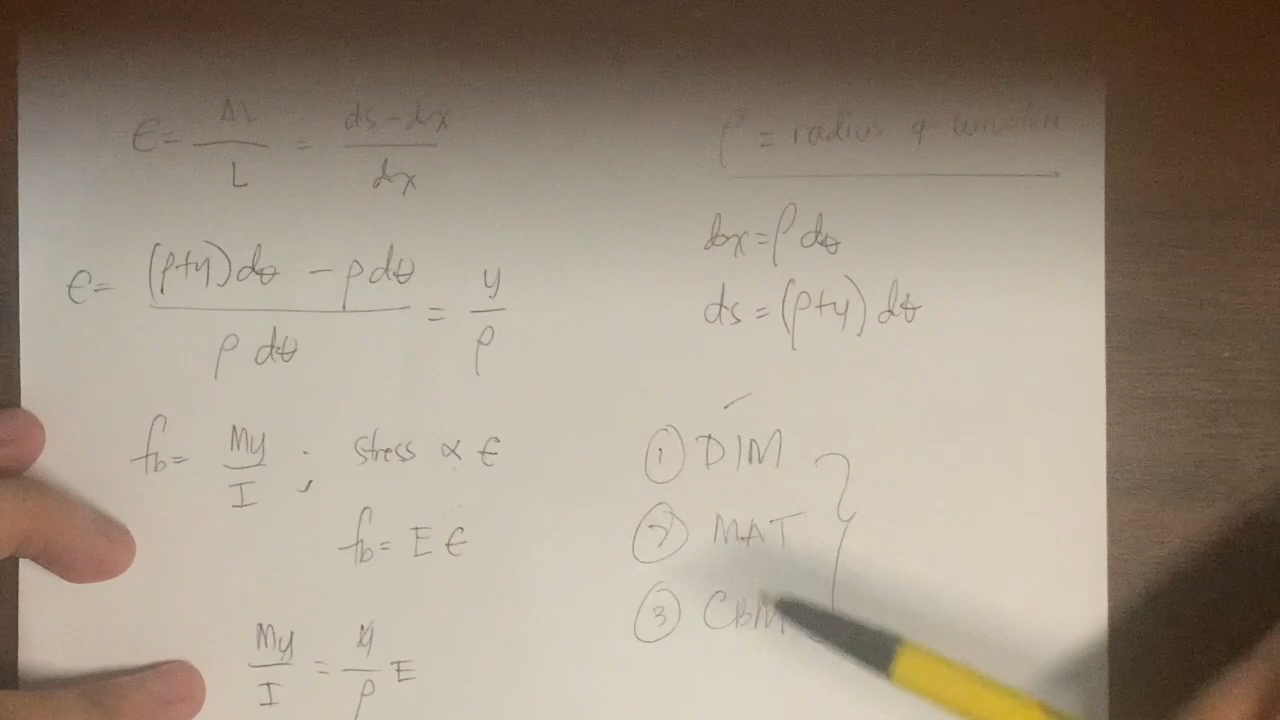 ϵ = ΔL / L = ds - dx / dx
ρ = radius of curvature
dx = ρ dθ
ϵ = (ρ+y) dθ - ρ dθ / ρ dθ = y / ρ
ds = (ρ+y) dθ
fb = My / I ; stress ∝ ϵ
① DIM
fb = E ϵ
② MAT
③ CBM
My / I = y / ρ E